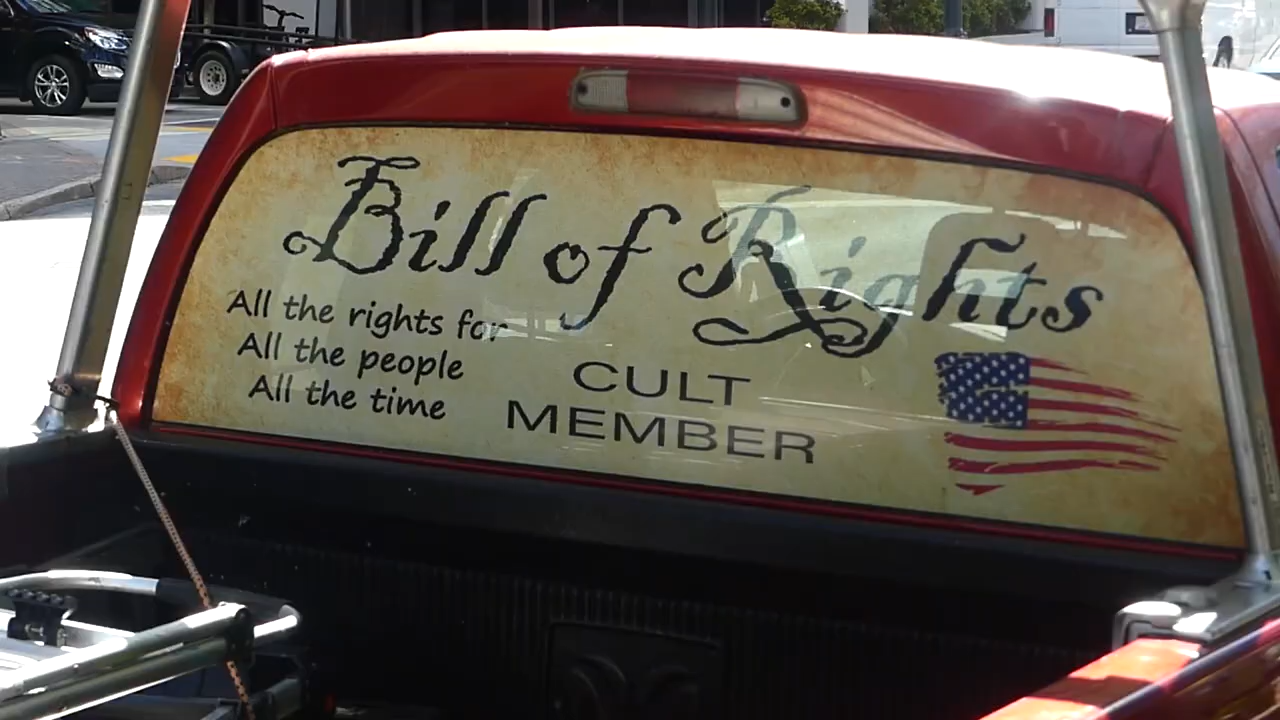 Bill of Rights
All the rights for
All the people
All the time
CULT
MEMBER